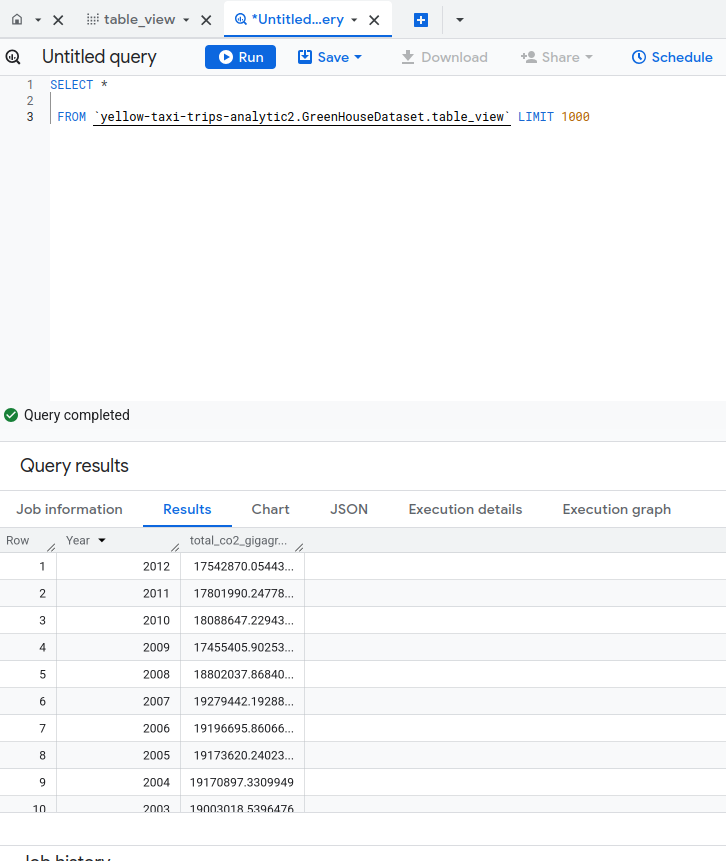 table_view
*Untitled...ery
Untitled query
Run
Save
Download
Share
Schedule
1 SELECT *
2
3 FROM `yellow-taxi-trips-analytic2.GreenHouseDataset.table_view` LIMIT 1000
Query completed
Query results
Job information Results Chart JSON Execution details Execution graph
Row Year total_co2_gigagr...
1 2012 17542870.05443...
2 2011 17801990.24778...
3 2010 18088647.22943...
4 2009 17455405.90253...
5 2008 18802037.86840...
6 2007 19279442.19288...
7 2006 19196695.86066...
8 2005 19173620.24023...
9 2004 19170897.3309949
10 2003 19003018.5396476
Job history